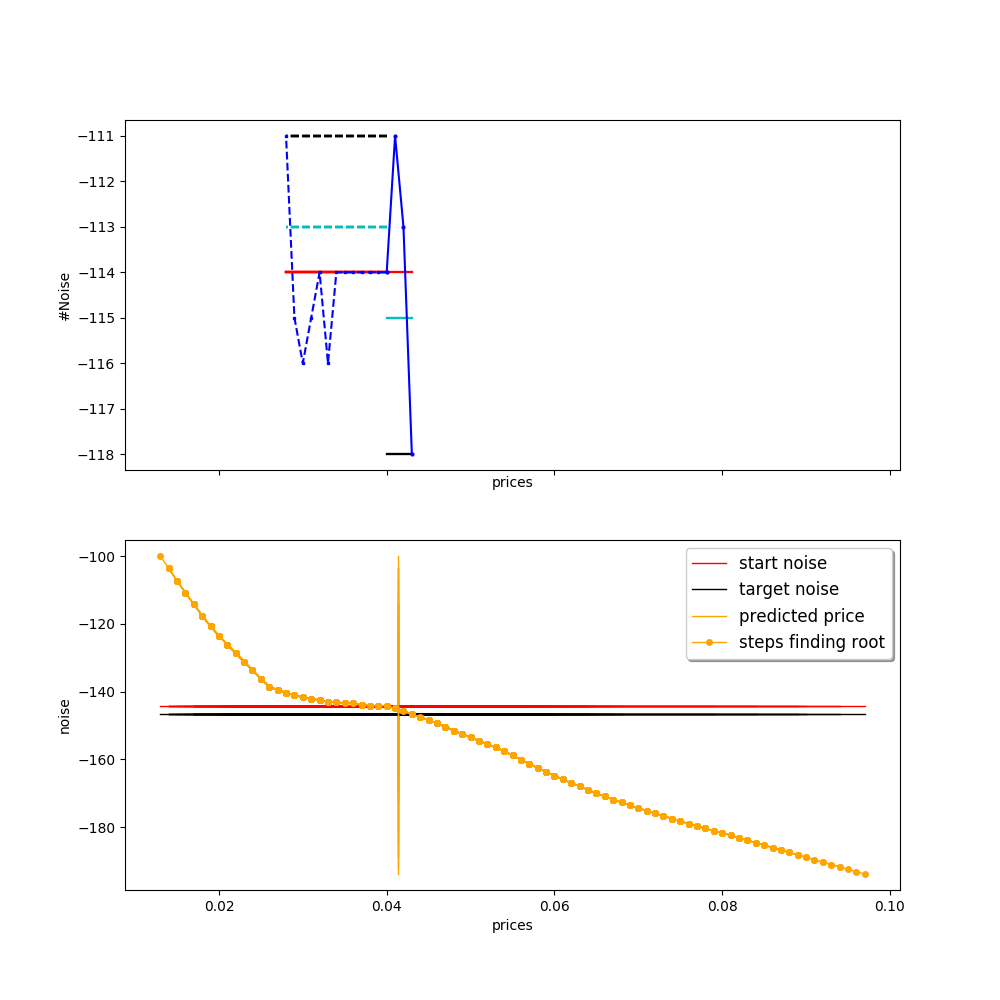 −111
−112
−113
−114
−115
−116
−117
−118
#Noise
prices
−100
−120
−140
−160
−180
noise
start noise
target noise
predicted price
steps finding root
0.02
0.04
0.06
0.08
0.10
prices